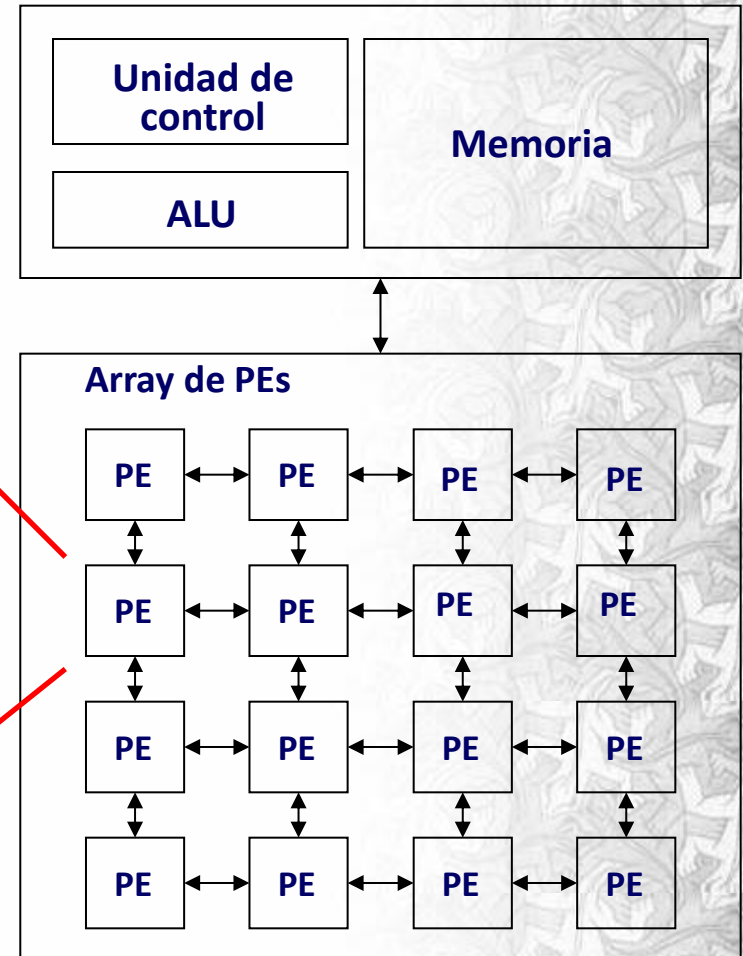 Unidad de
control
Memoria
ALU
Array de PEs
PE PE PE PE
PE PE PE PE
PE PE PE PE
PE PE PE PE